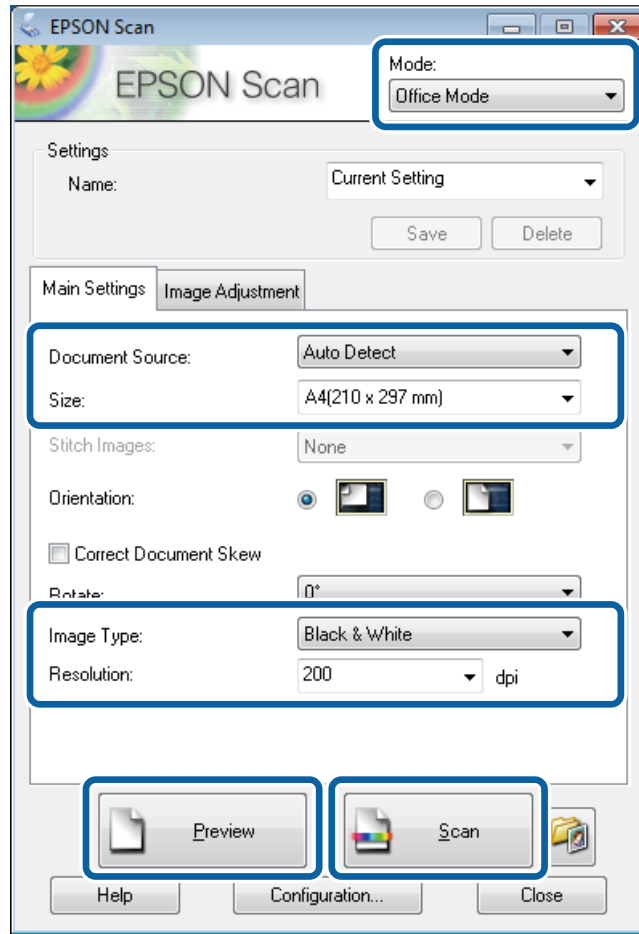 EPSON Scan
EPSON Scan
Mode:
Office Mode
Settings
Name:
Current Setting
Save
Delete
Main Settings
Image Adjustment
Document Source:
Auto Detect
Size:
A4(210 x 297 mm)
Stitch Images:
None
Orientation:
Correct Document Skew
Rotate:
0°
Image Type:
Black & White
Resolution:
200
dpi
Preview
Scan
Help
Configuration...
Close